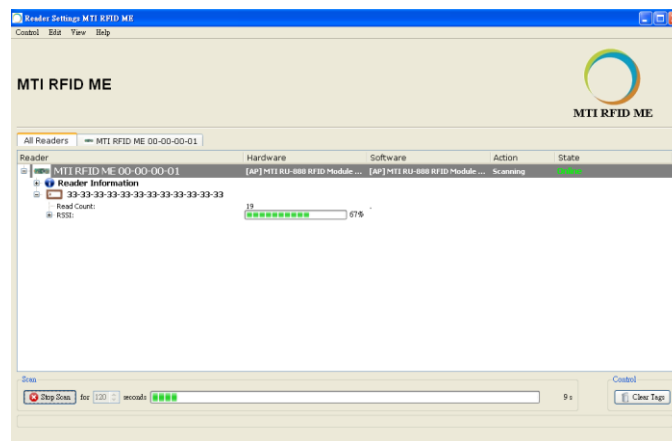 Reader Settings MTI RFID ME
Control Edit View Help
MTI RFID ME
MTI RFID ME
All Readers MTI RFID ME 00-00-00-01
Reader Hardware Software Action State
MTI RFID ME 00-00-00-01 [AP] MTI RU-888 RFID Module ... [AP] MTI RU-888 RFID Module ... Scanning Online
Reader Information
33-33-33-33-33-33-33-33-33-33-33-33
Read Count: 19 .
RSSI: 67%
Scan Control
Stop Scan for 120 seconds 9 s Clear Tags